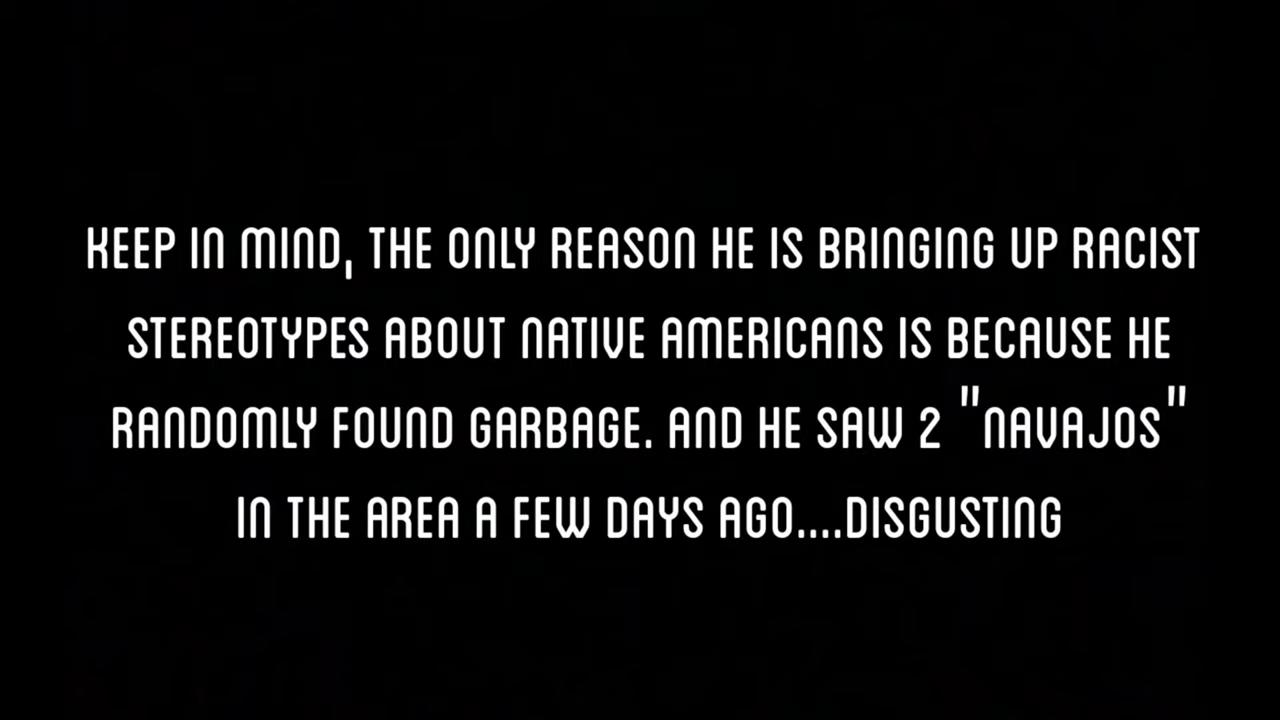 KEEP IN MIND, THE ONLY REASON HE IS BRINGING UP RACIST
STEREOTYPES ABOUT NATIVE AMERICANS IS BECAUSE HE
RANDOMLY FOUND GARBAGE. AND HE SAW 2 "NAVAJOS"
IN THE AREA A FEW DAYS AGO....DISGUSTING